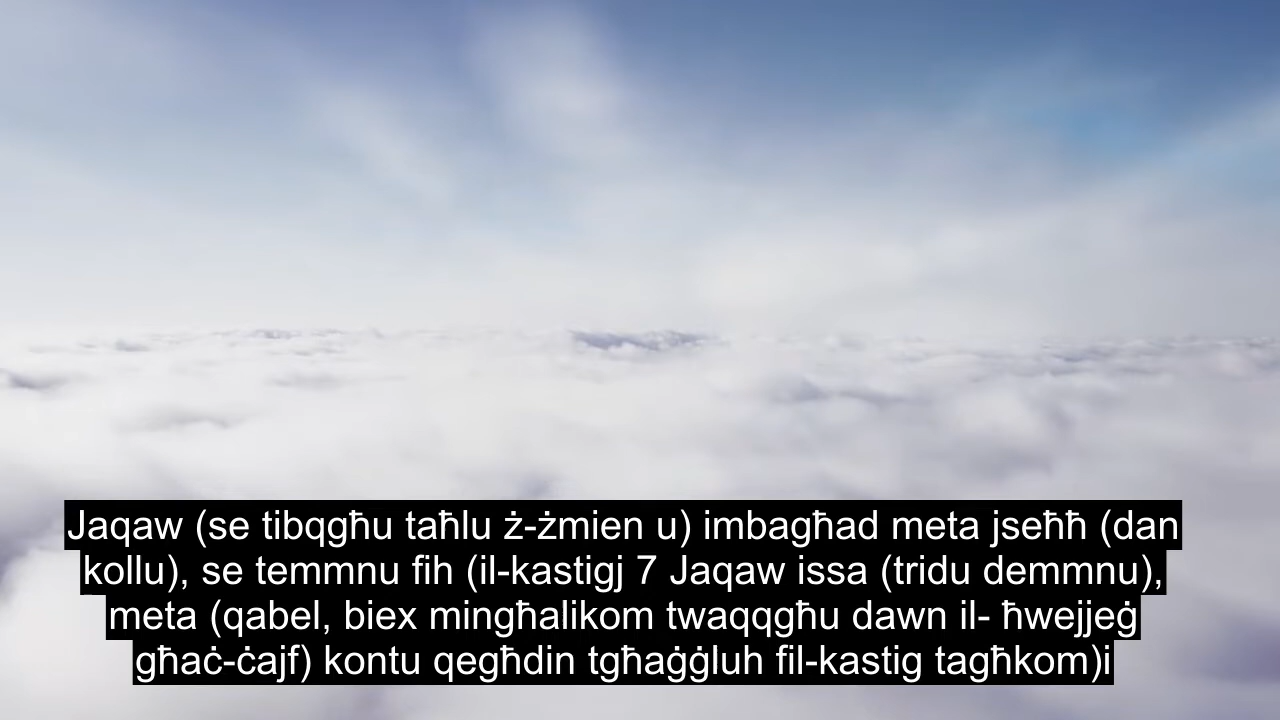 Jaqaw (se tibqgħu taħlu ż-żmien u) imbagħad meta jseħħ (dan
kollu), se temmnu fih (il-kastigj 7 Jaqaw issa (tridu demmnu),
meta (qabel, biex mingħalikom twaqqgħu dawn il- ħwejjeġ
għaċ-ċajf) kontu qegħdin tgħaġġluh fil-kastig tagħkom)i